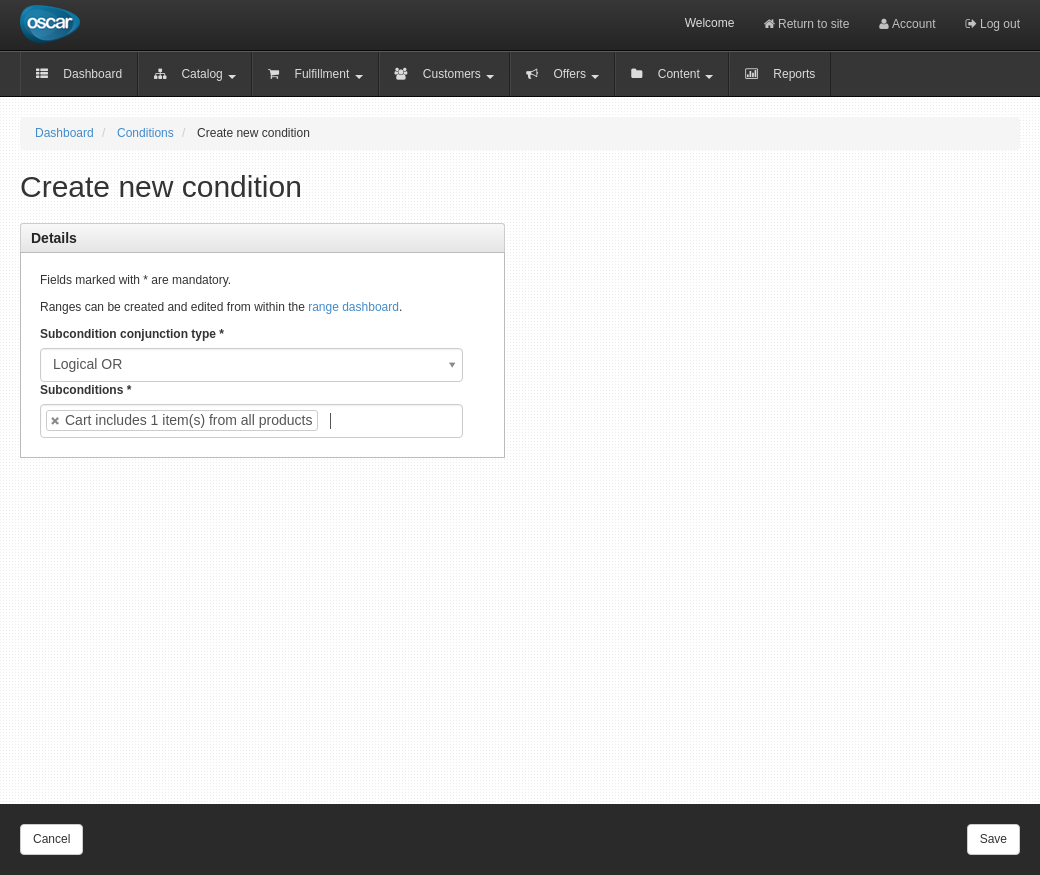 oscar
Welcome Return to site Account Log out
Dashboard Catalog Fulfillment Customers Offers Content Reports
Dashboard / Conditions / Create new condition
Create new condition
Details
Fields marked with * are mandatory.
Ranges can be created and edited from within the range dashboard.
Subcondition conjunction type *
Logical OR
Subconditions *
Cart includes 1 item(s) from all products
Cancel Save